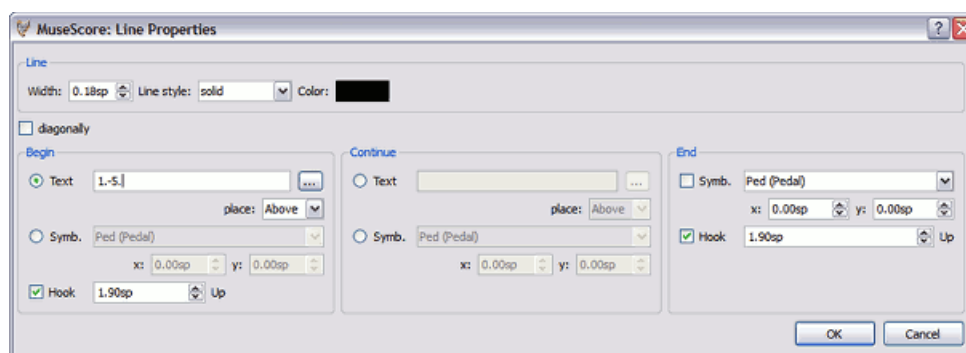 MuseScore: Line Properties
Line
Width: 0.18sp Line style: solid Color:
diagonally
Begin
Text 1.-5.
...
place: Above
Symb. Ped (Pedal)
x: 0.00sp y: 0.00sp
Hook 1.90sp Up
Continue
Text
...
place: Above
Symb. Ped (Pedal)
x: 0.00sp y: 0.00sp
End
Symb. Ped (Pedal)
x: 0.00sp y: 0.00sp
Hook 1.90sp Up
OK Cancel